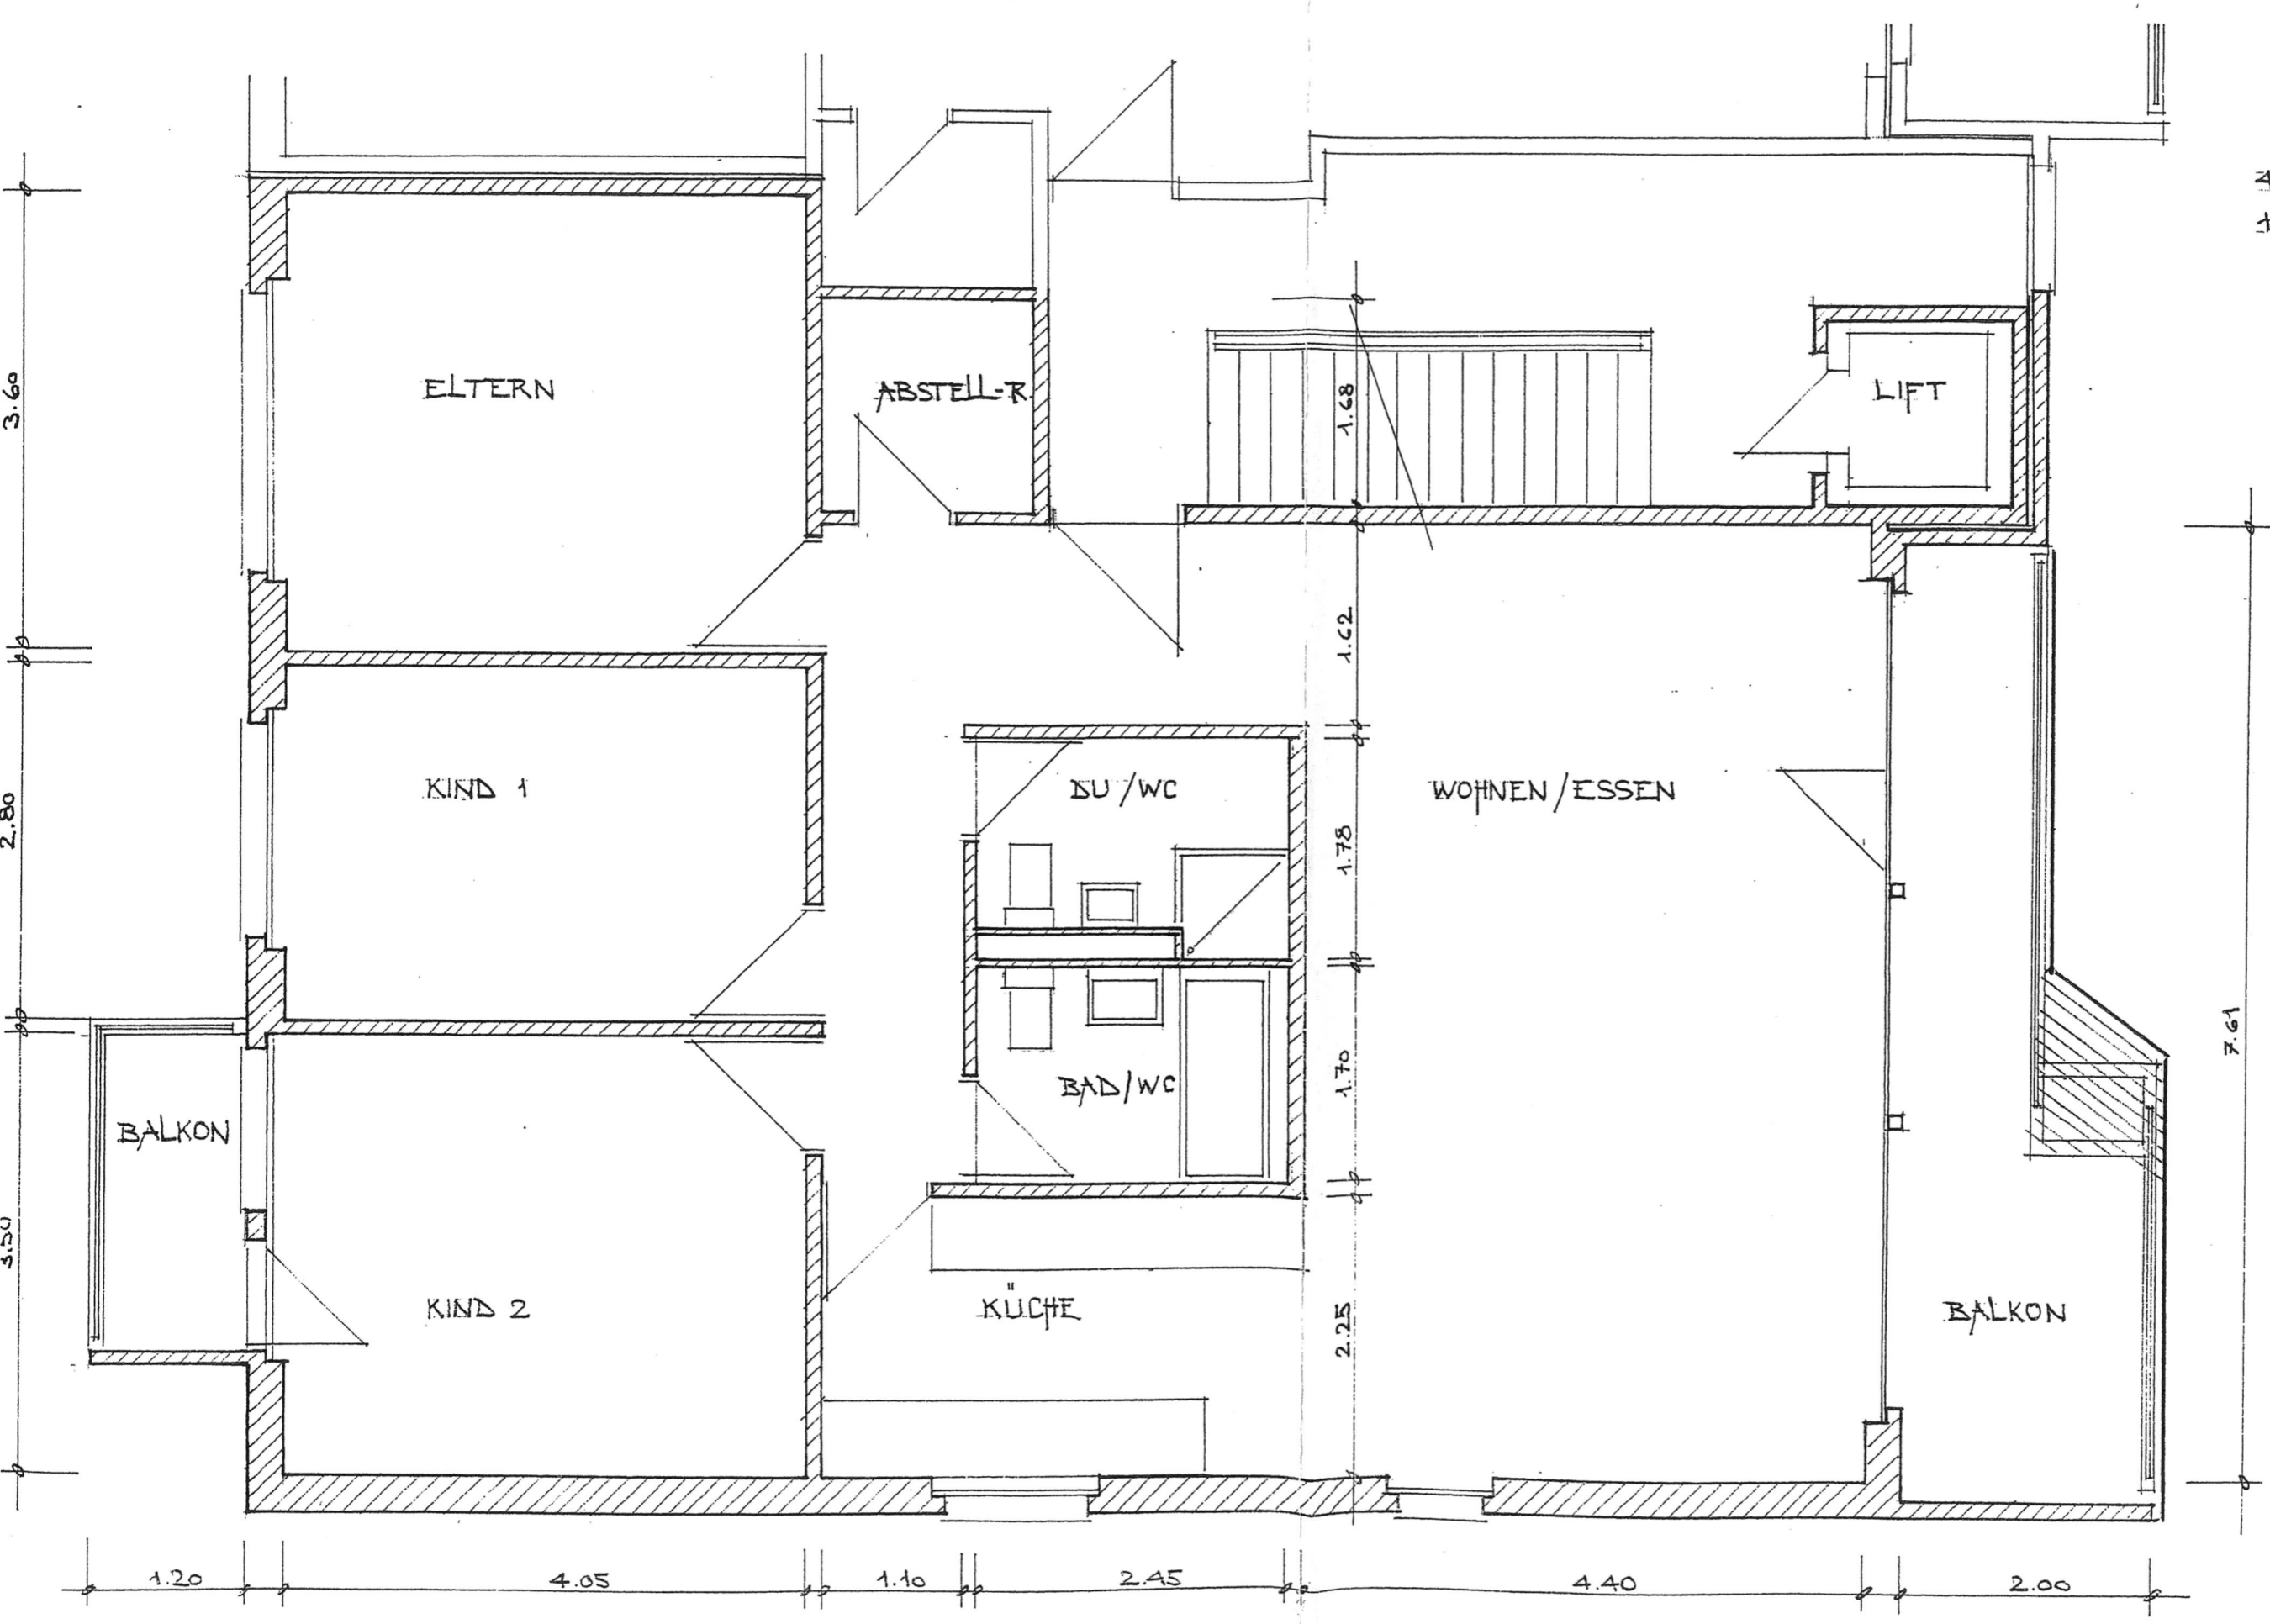 3.60
ELTERN
ABSTELL-R.
1.68
LIFT
1.62
2.80
KIND 1
DU/WC
WOHNEN/ESSEN
1.78
7.61
1.70
BAD/WC
BALKON
3.50
KIND 2
KÜCHE
2.25
BALKON
1.20
4.05
1.10
2.45
4.40
2.00